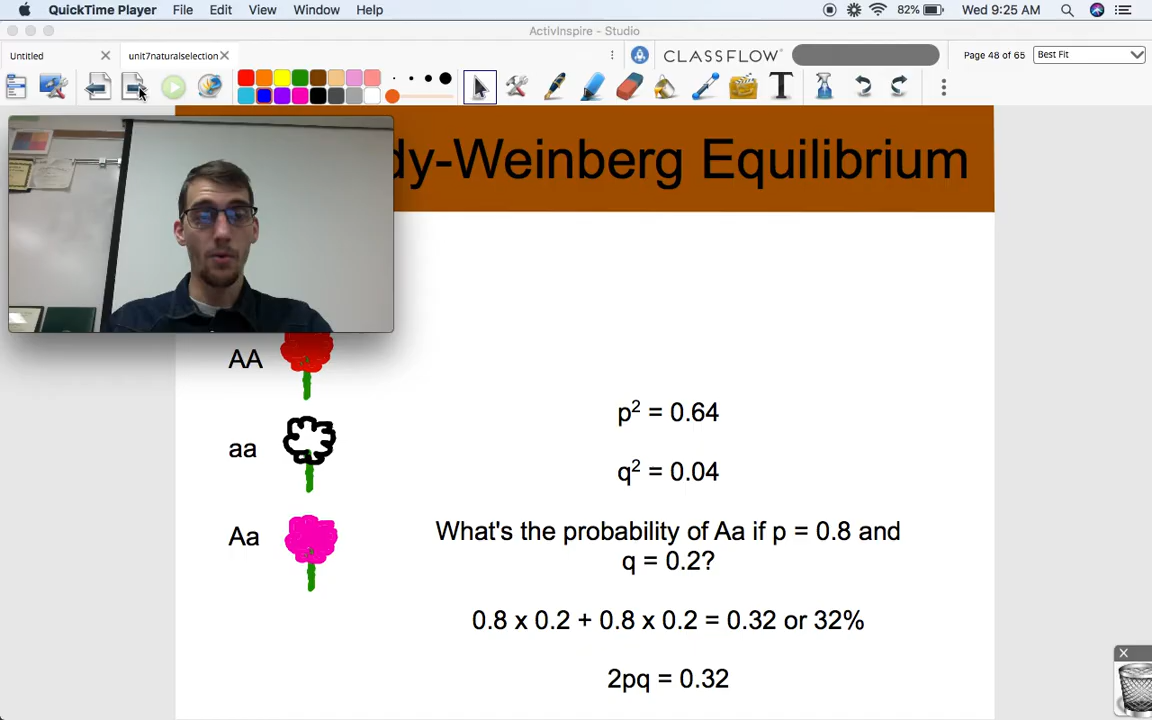 QuickTime Player File Edit View Window Help 82% Wed 9:25 AM
ActivInspire - Studio
Untitled unit7naturalselection CLASSFLOW Page 48 of 65 Best Fit
dy-Weinberg Equilibrium
AA
p² = 0.64
aa
q² = 0.04
Aa
What's the probability of Aa if p = 0.8 and
q = 0.2?
0.8 x 0.2 + 0.8 x 0.2 = 0.32 or 32%
2pq = 0.32